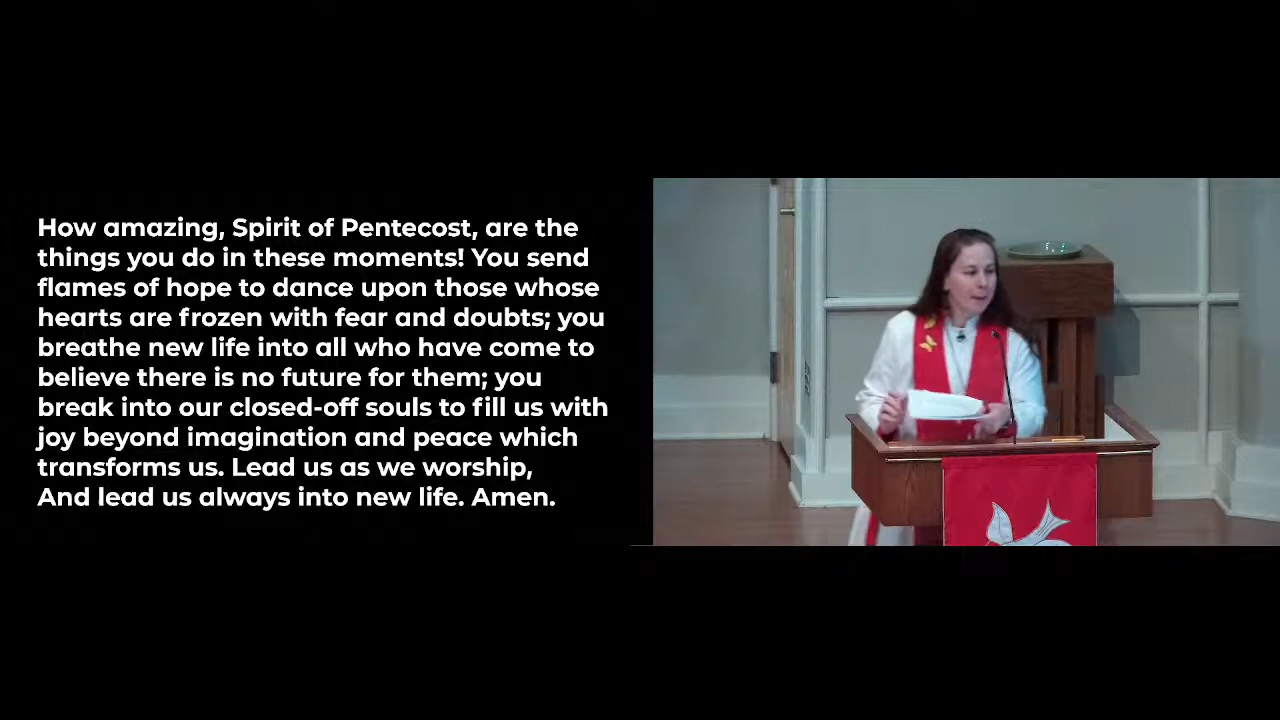 How amazing, Spirit of Pentecost, are the
things you do in these moments! You send
flames of hope to dance upon those whose
hearts are frozen with fear and doubts; you
breathe new life into all who have come to
believe there is no future for them; you
break into our closed-off souls to fill us with
joy beyond imagination and peace which
transforms us. Lead us as we worship,
And lead us always into new life. Amen.